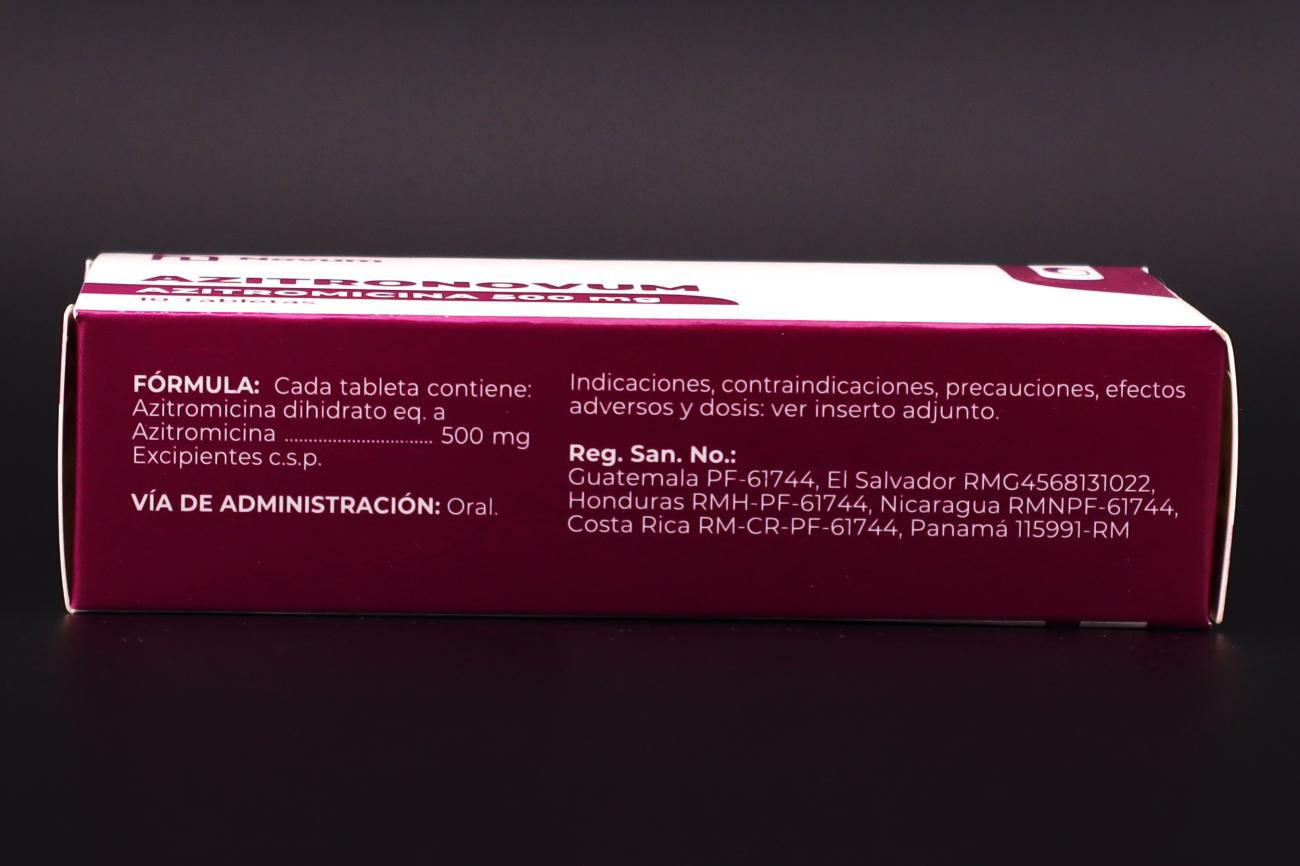 Novum
AZITRONOVUM
AZITROMICINA 500 mg
10 Tabletas
FÓRMULA: Cada tableta contiene:
Azitromicina dihidrato eq. a
Azitromicina ................................. 500 mg
Excipientes c.s.p.
VÍA DE ADMINISTRACIÓN: Oral.
Indicaciones, contraindicaciones, precauciones, efectos
adversos y dosis: ver inserto adjunto.
Reg. San. No.:
Guatemala PF-61744, El Salvador RMG4568131022,
Honduras RMH-PF-61744, Nicaragua RMNPF-61744,
Costa Rica RM-CR-PF-61744, Panamá 115991-RM